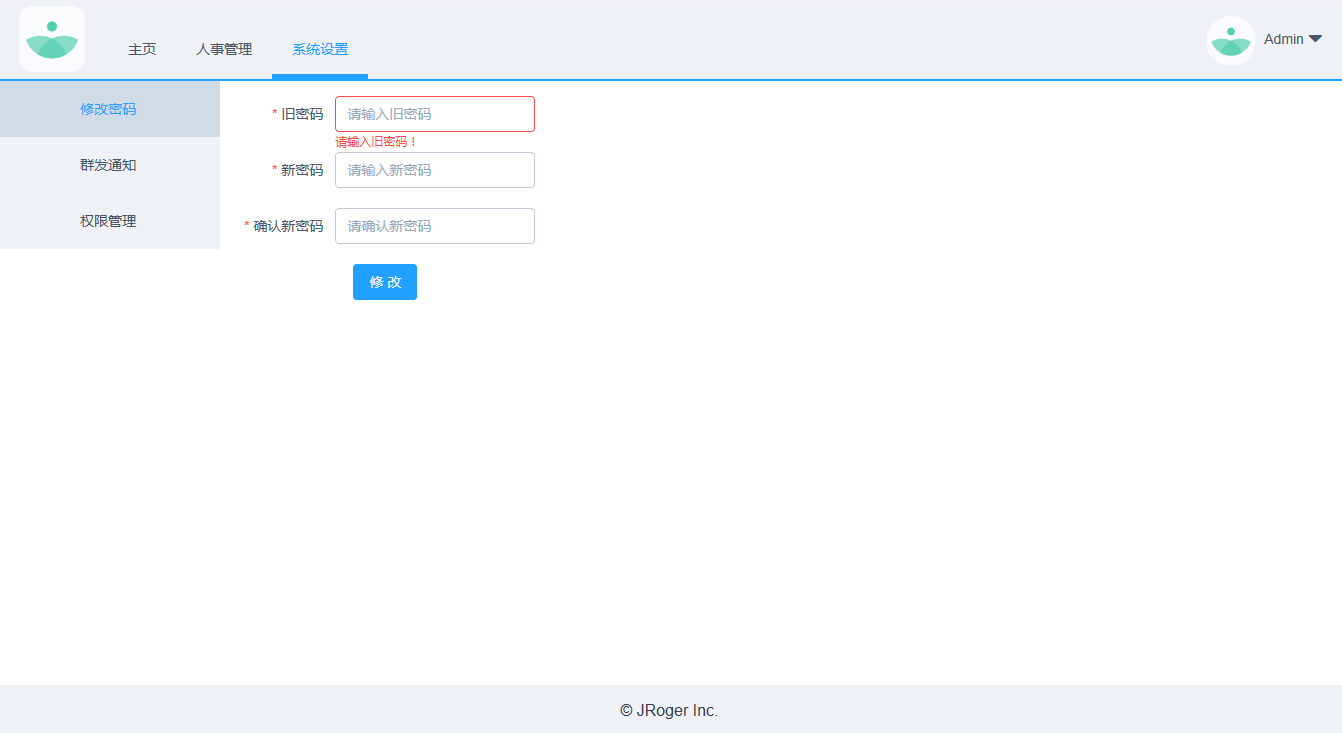 主页 人事管理 系统设置 Admin
修改密码
群发通知
权限管理
* 旧密码 请输入旧密码
请输入旧密码！
* 新密码 请输入新密码
* 确认新密码 请确认新密码
修 改
© JRoger Inc.